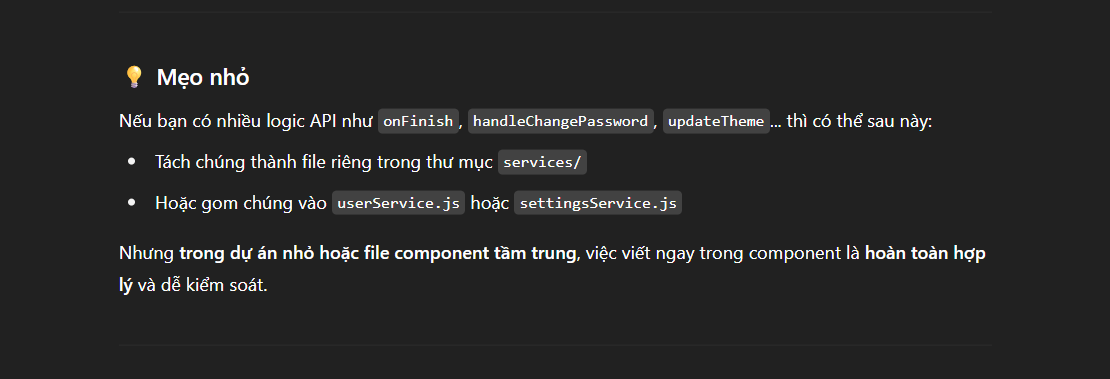 💡 Mẹo nhỏ
Nếu bạn có nhiều logic API như onFinish, handleChangePassword, updateTheme... thì có thể sau này:
• Tách chúng thành file riêng trong thư mục services/
• Hoặc gom chúng vào userService.js hoặc settingsService.js
Nhưng trong dự án nhỏ hoặc file component tầm trung, việc viết ngay trong component là hoàn toàn hợp
lý và dễ kiểm soát.